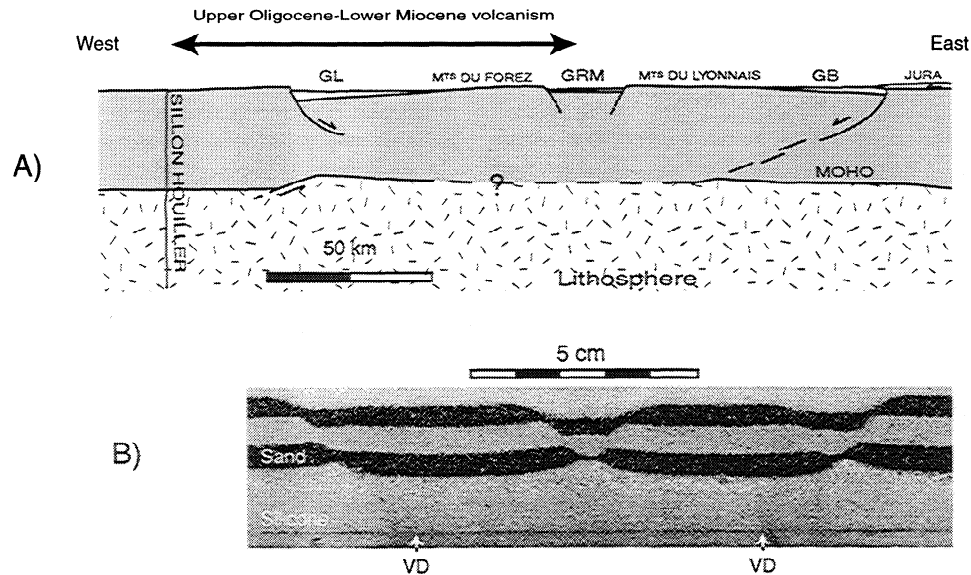 Upper Oligocene-Lower Miocene volcanism
West
East
GL
MTS DU FOREZ
GRM
MTS DU LYONNAIS
GB
JURA
A)
SILLON HOUILLER
MOHO
?
50 km
Lithosphere
5 cm
B)
Sand
Silicone
VD
VD